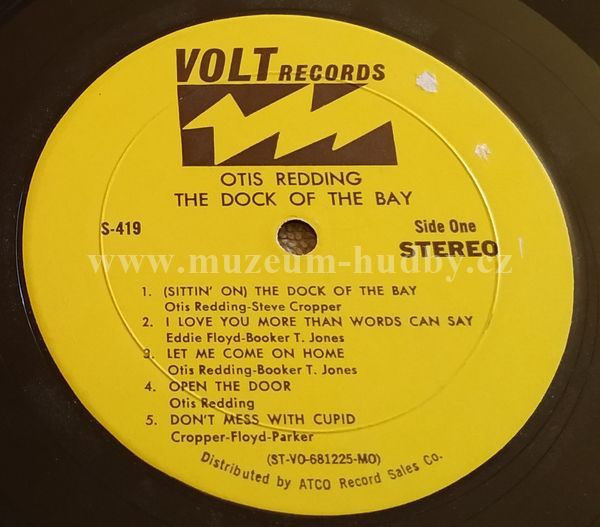 VOLT RECORDS
OTIS REDDING
THE DOCK OF THE BAY
S-419
Side One
STEREO
www.muzeum-hudby.cz
1. (SITTIN' ON) THE DOCK OF THE BAY
Otis Redding-Steve Cropper
2. I LOVE YOU MORE THAN WORDS CAN SAY
Eddie Floyd-Booker T. Jones
3. LET ME COME ON HOME
Otis Redding-Booker T. Jones
4. OPEN THE DOOR
Otis Redding
5. DON'T MESS WITH CUPID
Cropper-Floyd-Parker
(ST-VO-681225-MO)
Distributed by ATCO Record Sales Co.